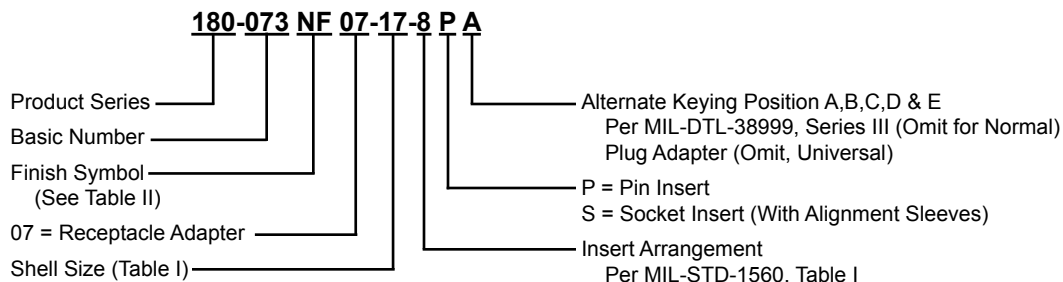 180-073 NF 07-17-8 P A
Product Series
Basic Number
Finish Symbol
(See Table II)
07 = Receptacle Adapter
Shell Size (Table I)
Alternate Keying Position A,B,C,D & E
Per MIL-DTL-38999, Series III (Omit for Normal)
Plug Adapter (Omit, Universal)
P = Pin Insert
S = Socket Insert (With Alignment Sleeves)
Insert Arrangement
Per MIL-STD-1560, Table I